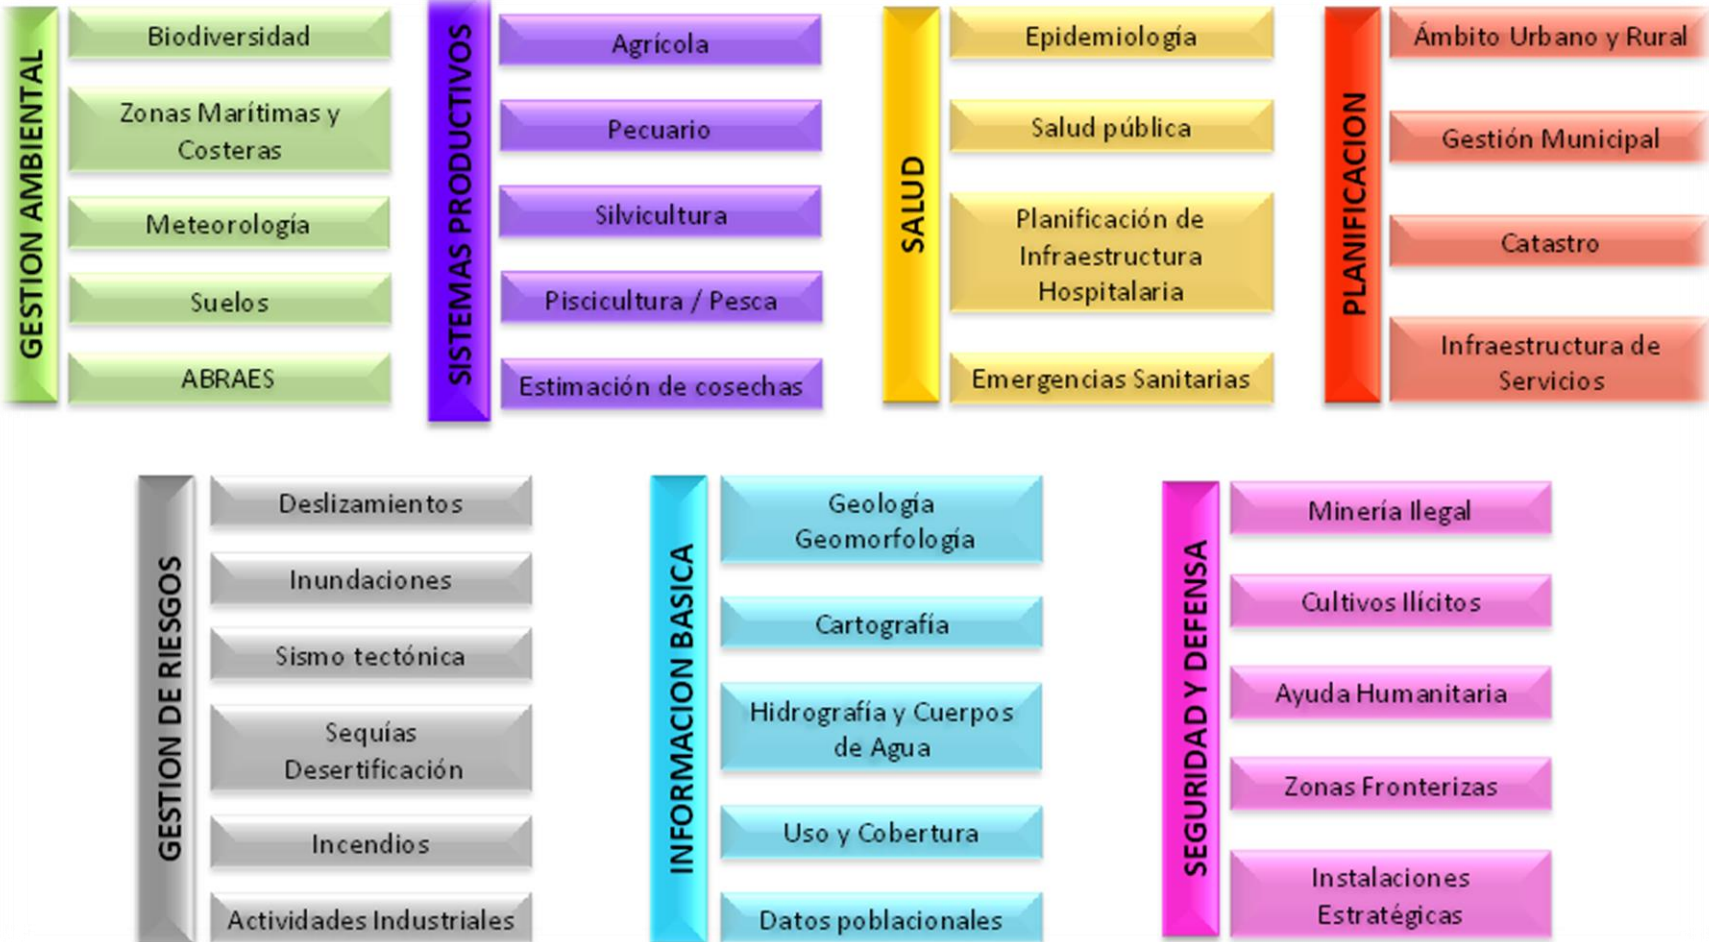 GESTION AMBIENTAL
Biodiversidad
Zonas Marítimas y
Costeras
Meteorología
Suelos
ABRAES
SISTEMAS PRODUCTIVOS
Agrícola
Pecuario
Silvicultura
Piscicultura / Pesca
Estimación de cosechas
SALUD
Epidemiología
Salud pública
Planificación de
Infraestructura
Hospitalaria
Emergencias Sanitarias
PLANIFICACION
Ámbito Urbano y Rural
Gestión Municipal
Catastro
Infraestructura de
Servicios
GESTION DE RIESGOS
Deslizamientos
Inundaciones
Sismo tectónica
Sequías
Desertificación
Incendios
Actividades Industriales
INFORMACION BASICA
Geología
Geomorfología
Cartografía
Hidrografía y Cuerpos
de Agua
Uso y Cobertura
Datos poblacionales
SEGURIDAD Y DEFENSA
Minería Ilegal
Cultivos Ilícitos
Ayuda Humanitaria
Zonas Fronterizas
Instalaciones
Estratégicas